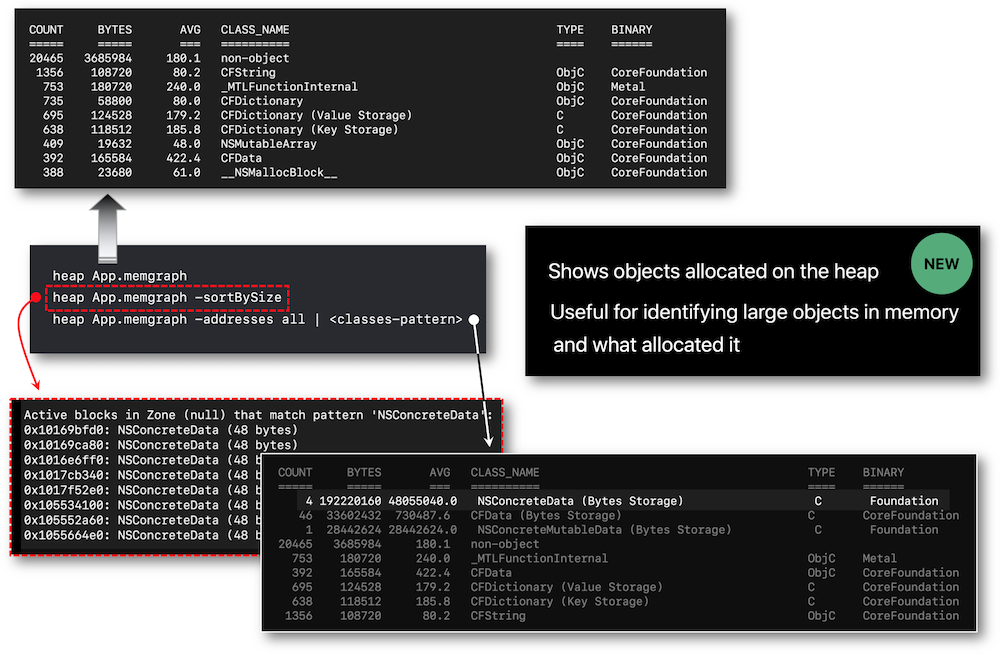 COUNT BYTES AVG CLASS_NAME TYPE BINARY
===== ===== === ========== ==== ======
20465 3685984 180.1 non-object
1356 108720 80.2 CFString ObjC CoreFoundation
753 180720 240.0 _MTLFunctionInternal ObjC Metal
735 58800 80.0 CFDictionary ObjC CoreFoundation
695 124528 179.2 CFDictionary (Value Storage) C CoreFoundation
638 118512 185.8 CFDictionary (Key Storage) C CoreFoundation
409 19632 48.0 NSMutableArray ObjC CoreFoundation
392 165584 422.4 CFData ObjC CoreFoundation
388 23680 61.0 __NSMallocBlock__ ObjC CoreFoundation
heap App.memgraph
heap App.memgraph -sortBySize
heap App.memgraph -addresses all | <classes-pattern>
NEW
Shows objects allocated on the heap
Useful for identifying large objects in memory
and what allocated it
Active blocks in Zone (null) that match pattern 'NSConcreteData':
0x10169bfd0: NSConcreteData (48 bytes)
0x10169ca80: NSConcreteData (48 bytes)
0x1016e6ff0: NSConcreteData (48 b
0x1017cb340: NSConcreteData (48 b
0x1017f52e0: NSConcreteData (48 b
0x105534100: NSConcreteData (48 b
0x105552a60: NSConcreteData (48 b
0x1055664e0: NSConcreteData (48 b
COUNT BYTES AVG CLASS_NAME TYPE BINARY
===== ===== === ========== ==== ======
4 192220160 48055040.0 NSConcreteData (Bytes Storage) C Foundation
46 33602432 730487.6 CFData (Bytes Storage) C CoreFoundation
1 28442624 28442624.0 NSConcreteMutableData (Bytes Storage) C Foundation
20465 3685984 180.1 non-object
753 180720 240.0 _MTLFunctionInternal ObjC Metal
392 165584 422.4 CFData ObjC CoreFoundation
695 124528 179.2 CFDictionary (Value Storage) C CoreFoundation
638 118512 185.8 CFDictionary (Key Storage) C CoreFoundation
1356 108720 80.2 CFString ObjC CoreFoundation